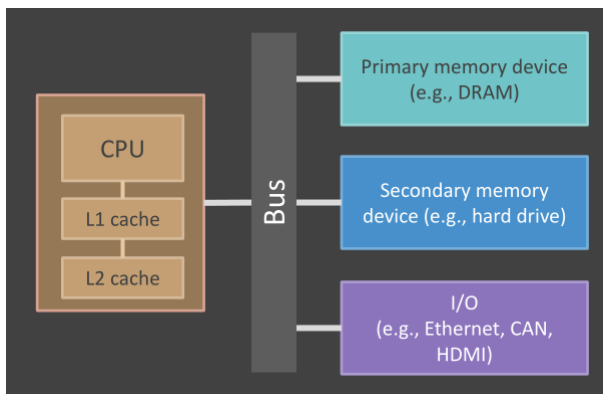 CPU
L1 cache
L2 cache
Bus
Primary memory device
(e.g., DRAM)
Secondary memory
device (e.g., hard drive)
I/O
(e.g., Ethernet, CAN,
HDMI)